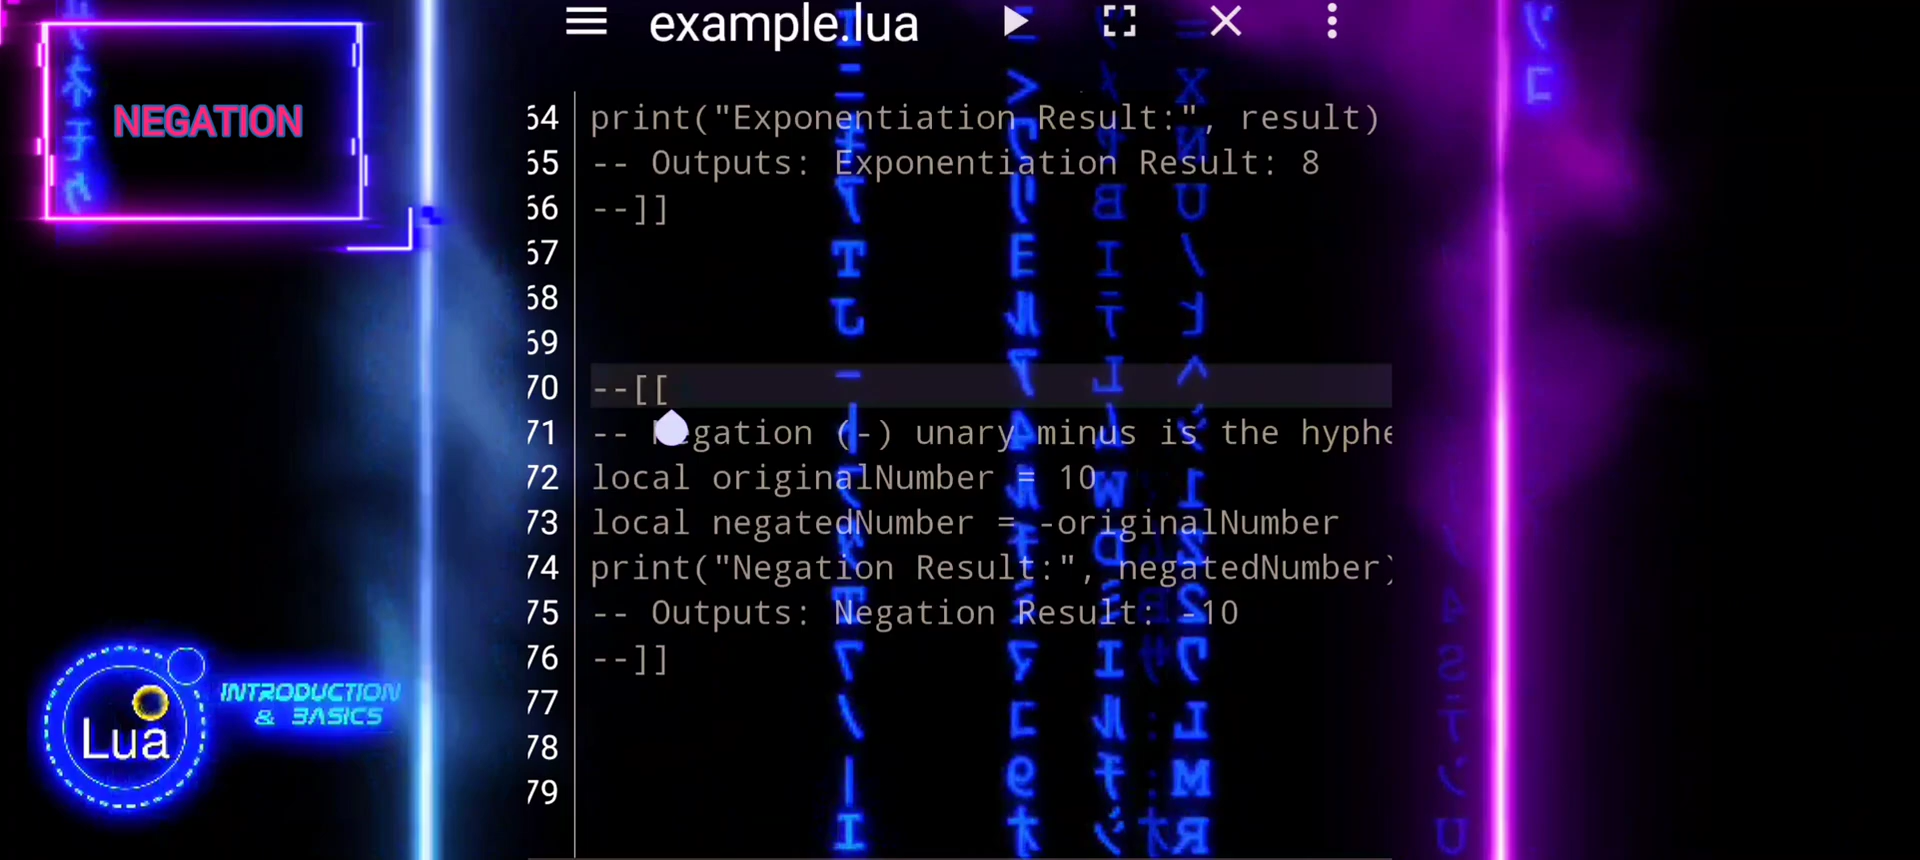 NEGATION
example.lua
64 print("Exponentiation Result:", result)
65 -- Outputs: Exponentiation Result: 8
66 --]]
67
68
69
70 --[[
71 -- (-) unary minus is the
72 local originalNumber = 10
73 local negatedNumber = -originalNumber
74 print("Negation Result:", negatedNumber)
75 -- Outputs: Negation Result: -10
76 --]]
77
78
79
Lua
INTRODUCTION
& BASICS